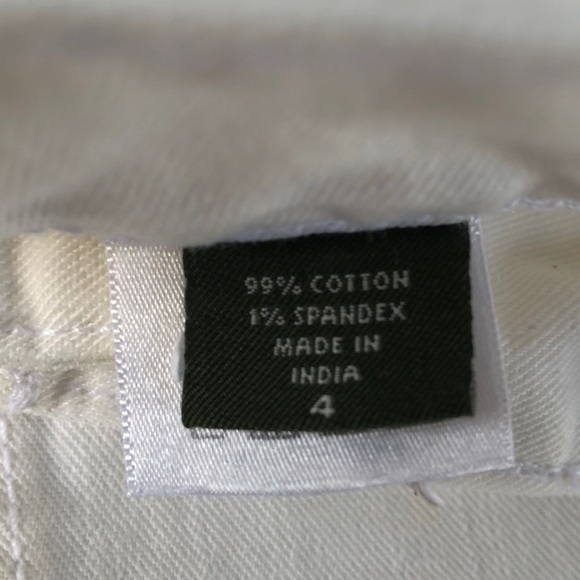 99% COTTON
1% SPANDEX
MADE IN
INDIA
4